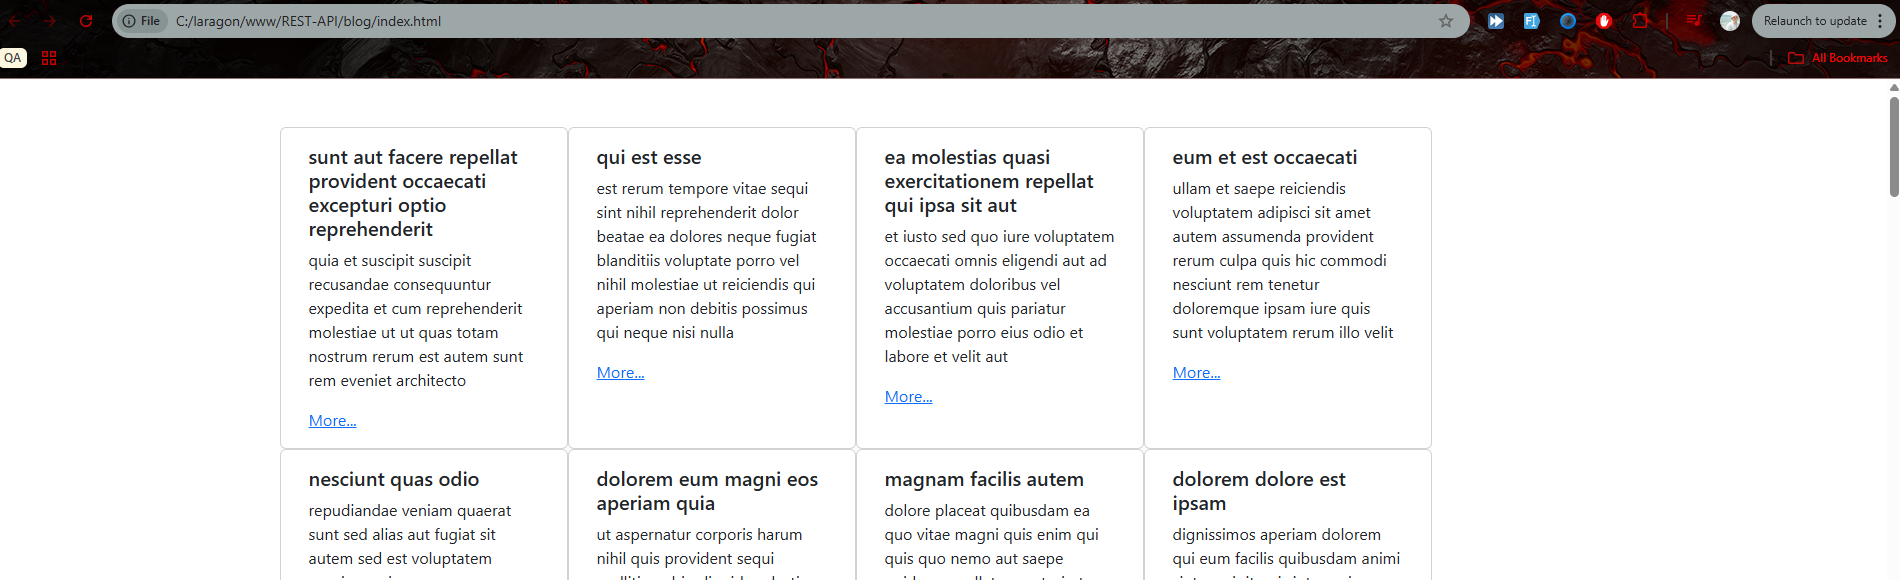 File C:/laragon/www/REST-API/blog/index.html
Relaunch to update
QA
All Bookmarks
sunt aut facere repellat
provident occaecati
excepturi optio
reprehenderit
quia et suscipit suscipit
recusandae consequuntur
expedita et cum reprehenderit
molestiae ut ut quas totam
nostrum rerum est autem sunt
rem eveniet architecto
More...
qui est esse
est rerum tempore vitae sequi
sint nihil reprehenderit dolor
beatae ea dolores neque fugiat
blanditiis voluptate porro vel
nihil molestiae ut reiciendis qui
aperiam non debitis possimus
qui neque nisi nulla
More...
ea molestias quasi
exercitationem repellat
qui ipsa sit aut
et iusto sed quo iure voluptatem
occaecati omnis eligendi aut ad
voluptatem doloribus vel
accusantium quis pariatur
molestiae porro eius odio et
labore et velit aut
More...
eum et est occaecati
ullam et saepe reiciendis
voluptatem adipisci sit amet
autem assumenda provident
rerum culpa quis hic commodi
nesciunt rem tenetur
doloremque ipsam iure quis
sunt voluptatem rerum illo velit
More...
nesciunt quas odio
repudiandae veniam quaerat
sunt sed alias aut fugiat sit
autem sed est voluptatem
dolorem eum magni eos
aperiam quia
ut aspernatur corporis harum
nihil quis provident sequi
magnam facilis autem
dolore placeat quibusdam ea
quo vitae magni quis enim qui
quis quo nemo aut saepe
dolorem dolore est
ipsam
dignissimos aperiam dolorem
qui eum facilis quibusdam animi